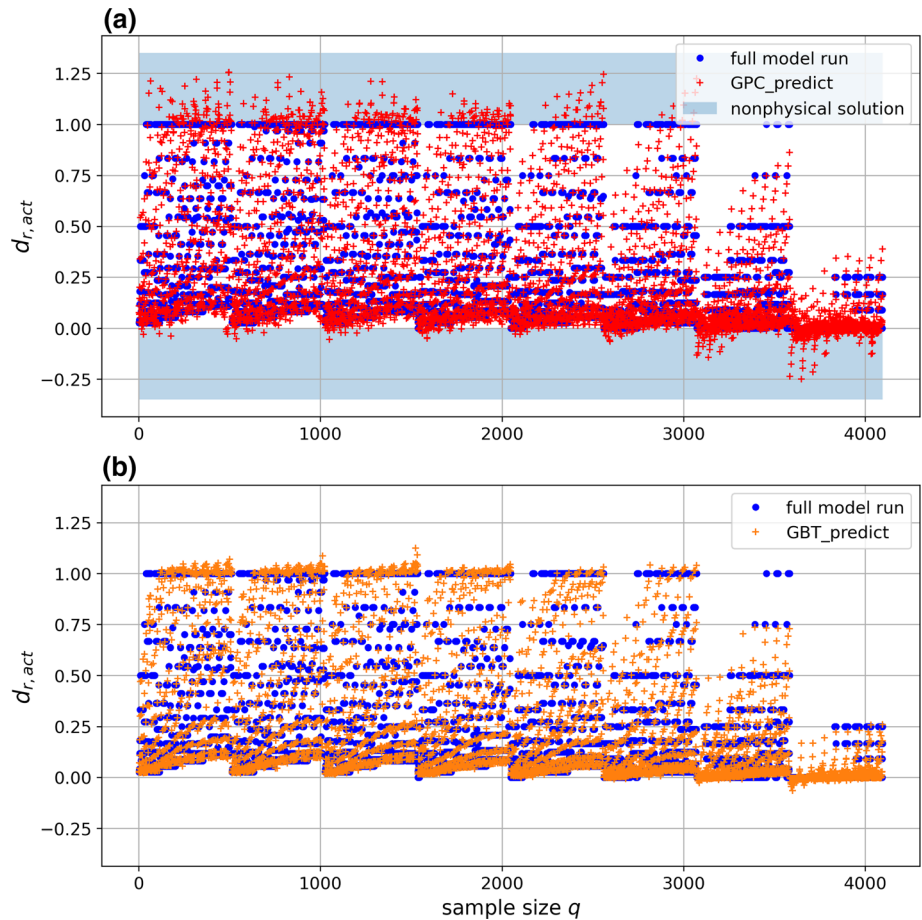 (a)
full model run
GPC_predict
nonphysical solution
1.25
1.00
0.75
0.50
0.25
0.00
−0.25
d_{r,act}
0 1000 2000 3000 4000
(b)
full model run
GBT_predict
1.25
1.00
0.75
0.50
0.25
0.00
−0.25
d_{r,act}
0 1000 2000 3000 4000
sample size q